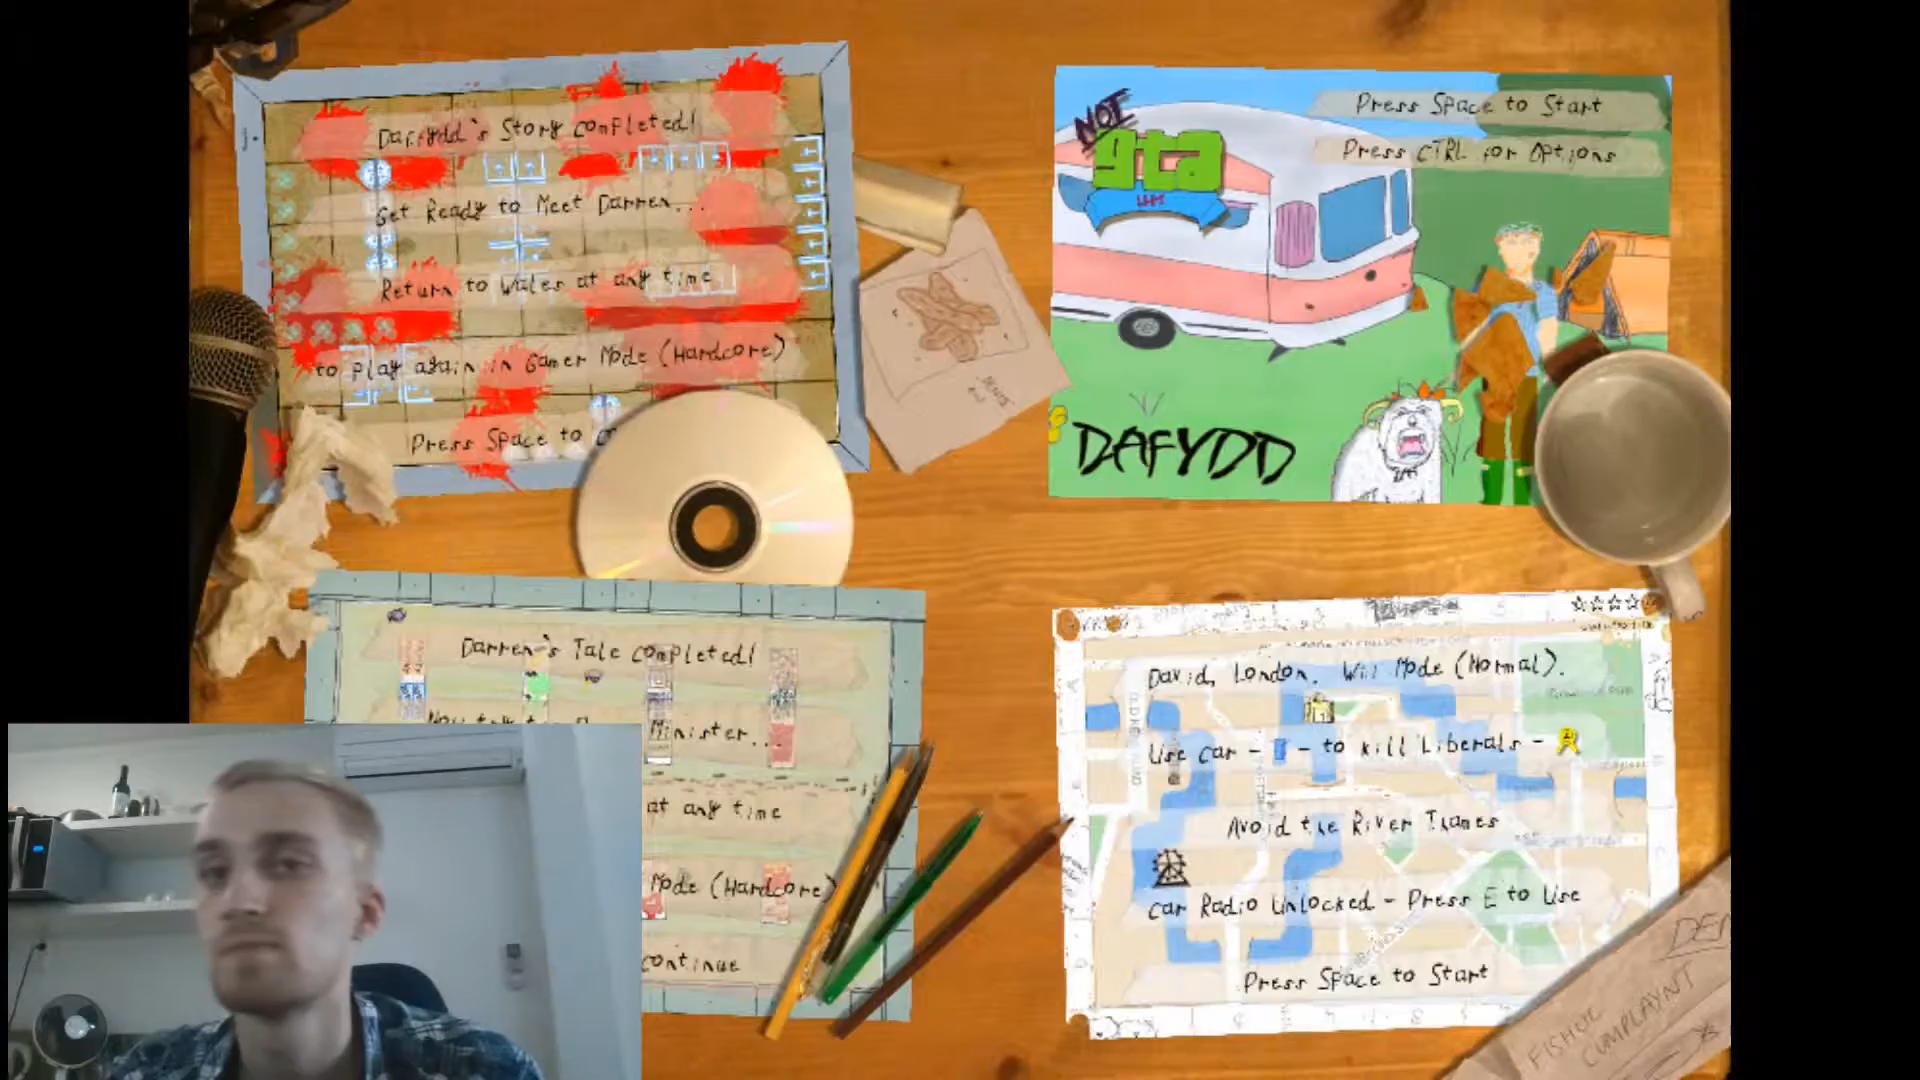 Dafydd's Story Completed!
Get Ready to Meet Darren...
Return to Wales at any time
to play again in Gamer Mode (Hardcore)
Press Space to
NOT
gta
Press Space to Start
Press CTRL for Options
DAFYDD
Darren's Tale Completed!
Minister...
at any time
Mode (Hardcore)
continue
David, London. Wii Mode (Normal).
Use Car - - to kill Liberals -
Avoid the River Thames
Car Radio Unlocked - Press E to Use
Press Space to Start
FISHUC
CUMPLAYNT